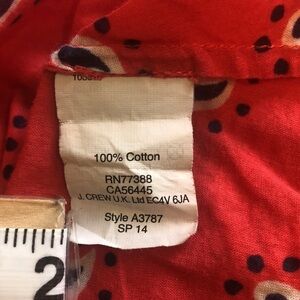 100% Cotton
RN77388
CA56445
J. CREW U.K. Ltd EC4V 6JA
Style A3787
SP 14
2